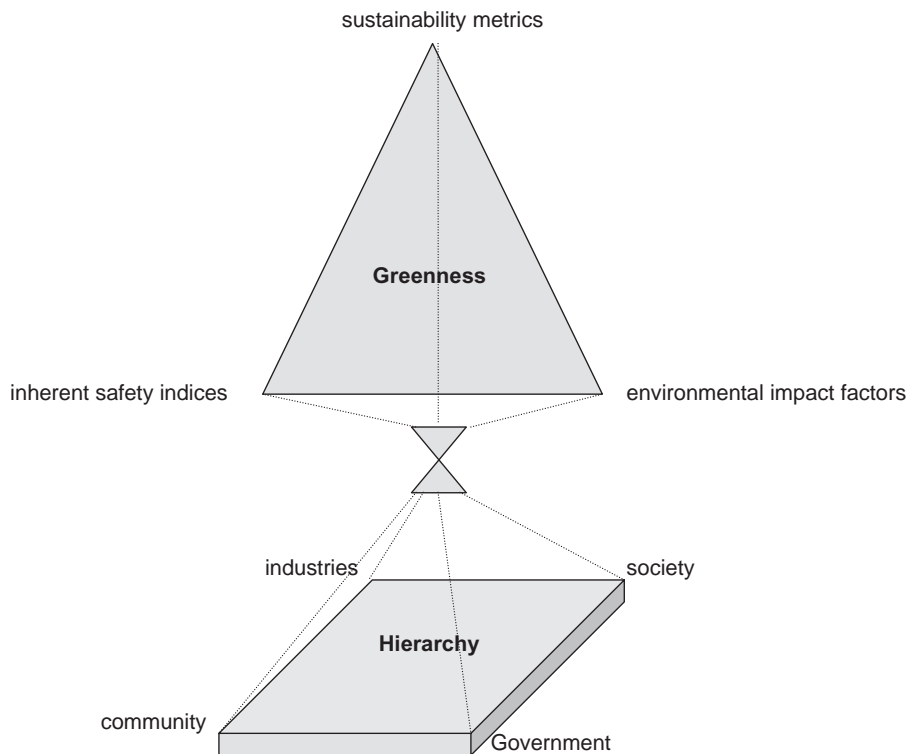 sustainability metrics
Greenness
inherent safety indices
environmental impact factors
industries
society
Hierarchy
community
Government